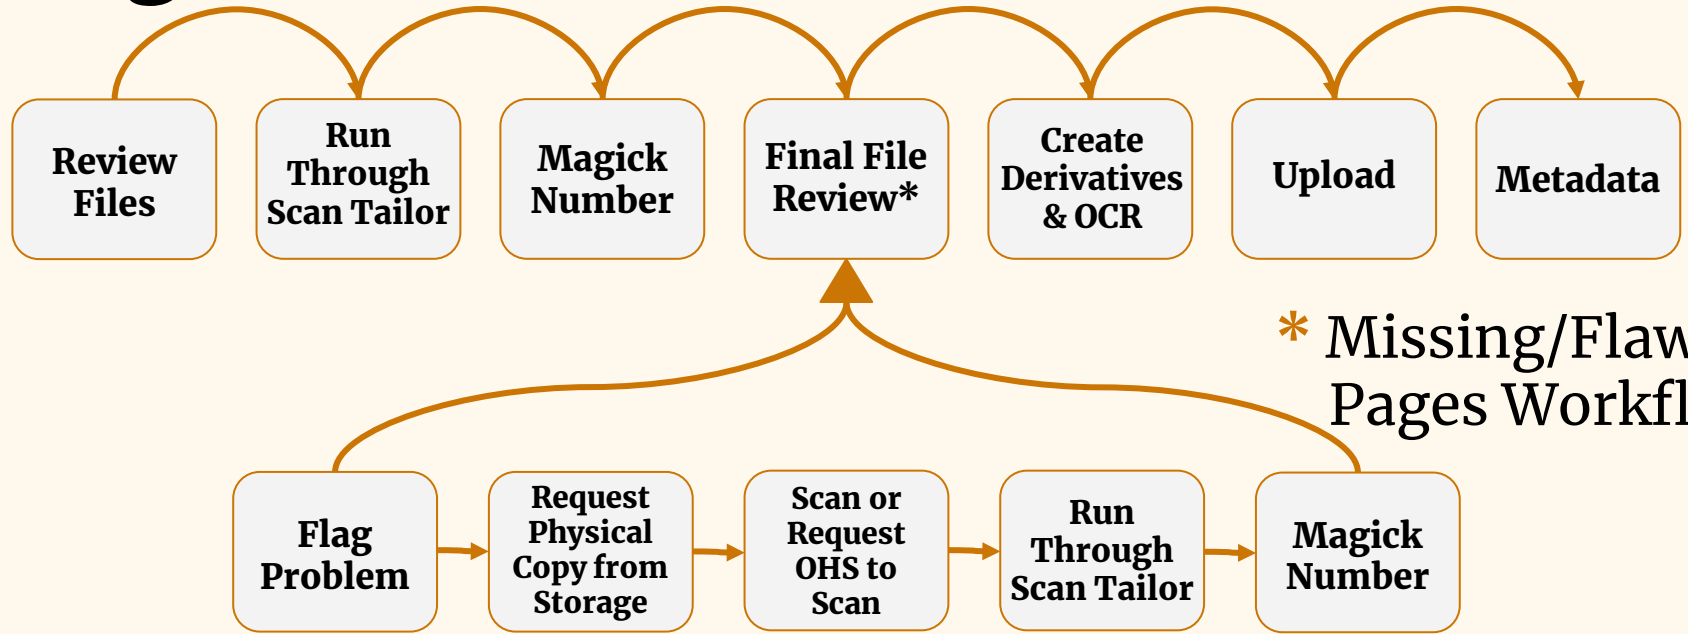 Review
Files
Run
Through
Scan Tailor
Magick
Number
Final File
Review*
Create
Derivatives
& OCR
Upload
Metadata
* Missing/Flaw
Pages Workfl
Flag
Problem
Request
Physical
Copy from
Storage
Scan or
Request
OHS to
Scan
Run
Through
Scan Tailor
Magick
Number